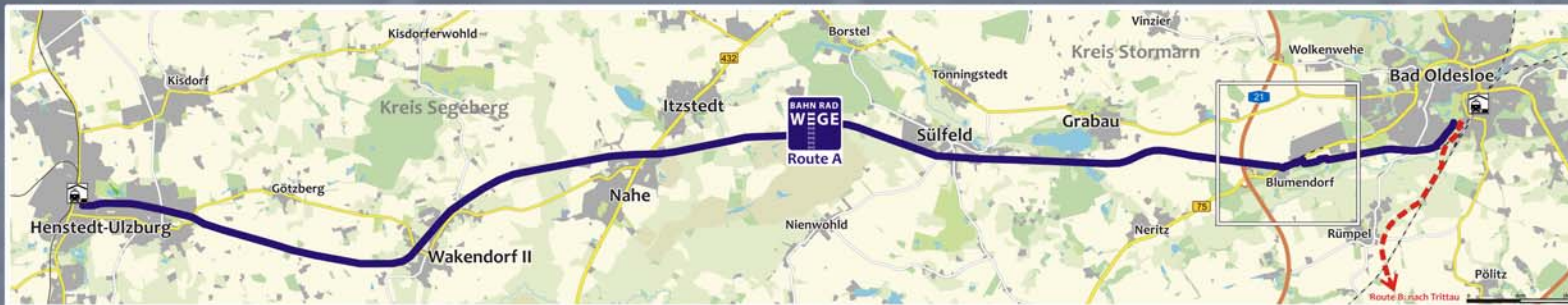 Vinzier
Kisdorferwohld
Borstel
Kreis Stormarn
Wolkenwehe
432
Tönningstedt
Bad Oldesloe
Kisdorf
21
Kreis Segeberg
Itzstedt
BAHN RAD
WEGE
Route A
Sülfeld
Grabau
Blumendorf
Götzberg
Nahe
75
Henstedt-Ulzburg
Nienwohld
Neritz
Rümpel
Wakendorf II
Pölitz
Route B: nach Trittau